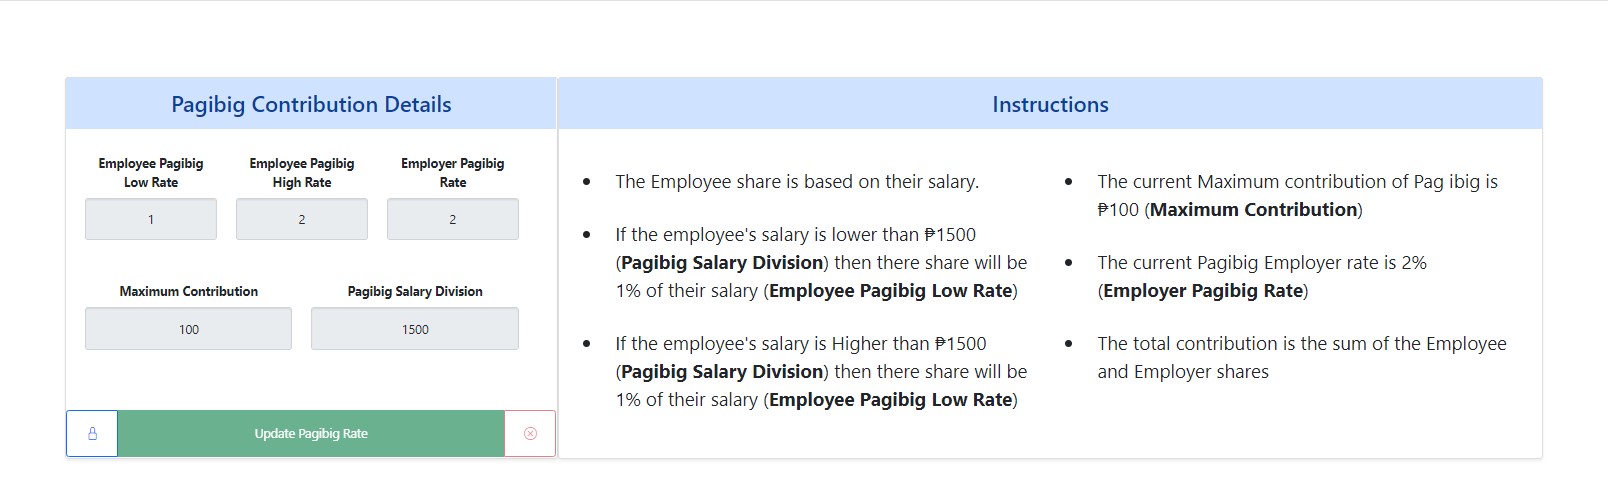 Pagibig Contribution Details
Employee Pagibig
Low Rate
1
Employee Pagibig
High Rate
2
Employer Pagibig
Rate
2
Maximum Contribution
100
Pagibig Salary Division
1500
Update Pagibig Rate
Instructions
• The Employee share is based on their salary.
• If the employee's salary is lower than ₱1500
(Pagibig Salary Division) then there share will be
1% of their salary (Employee Pagibig Low Rate)
• If the employee's salary is Higher than ₱1500
(Pagibig Salary Division) then there share will be
1% of their salary (Employee Pagibig Low Rate)
• The current Maximum contribution of Pag ibig is
₱100 (Maximum Contribution)
• The current Pagibig Employer rate is 2%
(Employer Pagibig Rate)
• The total contribution is the sum of the Employee
and Employer shares